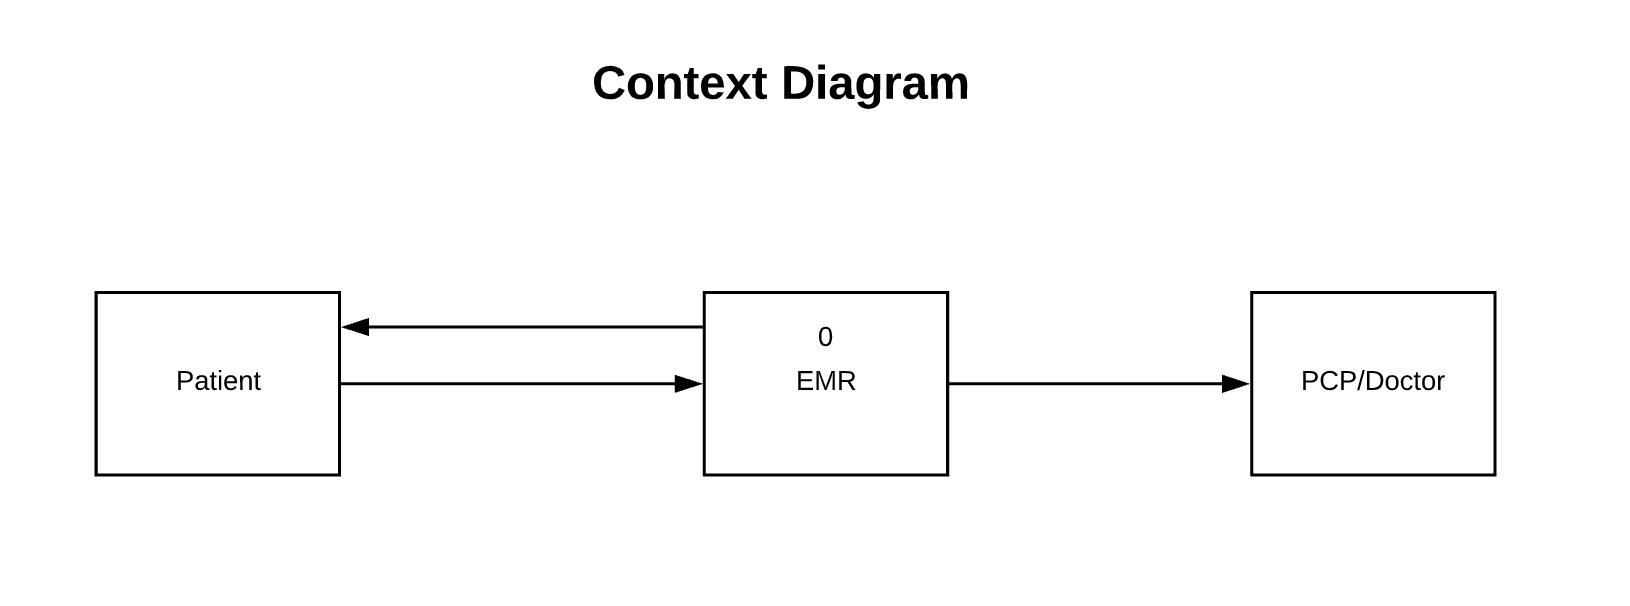 Context Diagram
Patient
0
EMR
PCP/Doctor